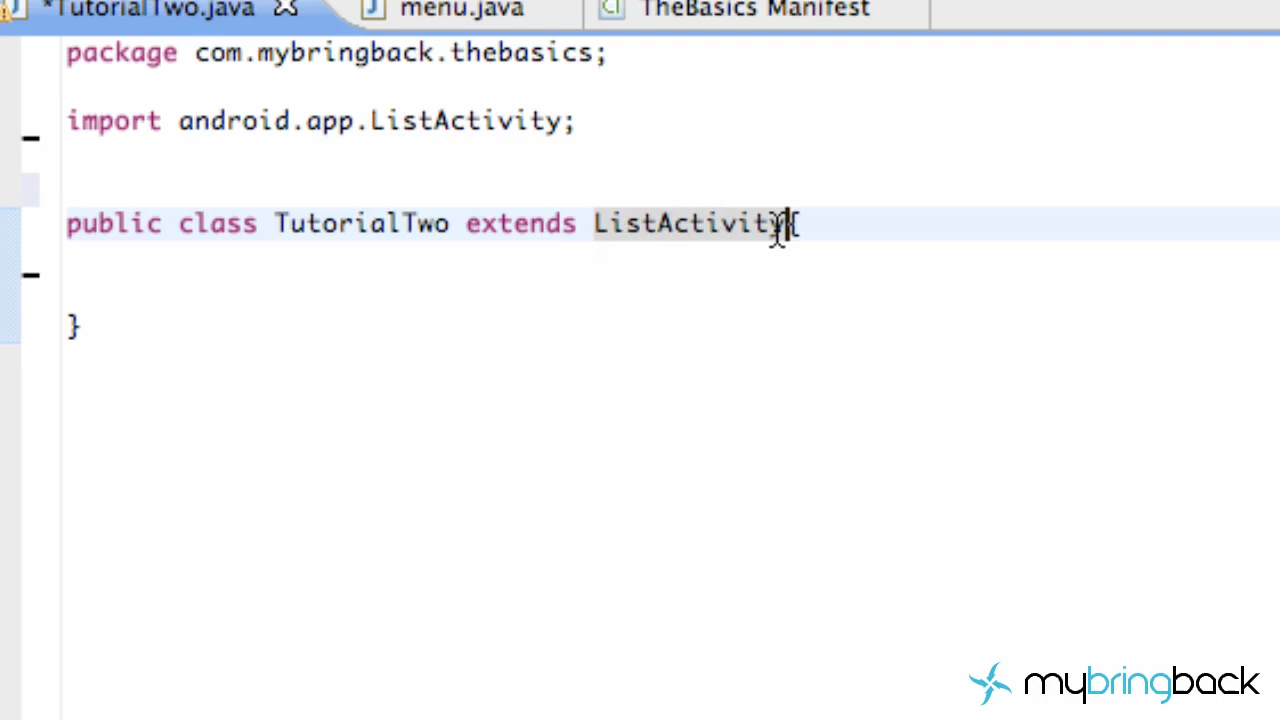 *TutorialTwo.java menu.java TheBasics Manifest
package com.mybringback.thebasics;
import android.app.ListActivity;
public class TutorialTwo extends ListActivity{
}
mybringback